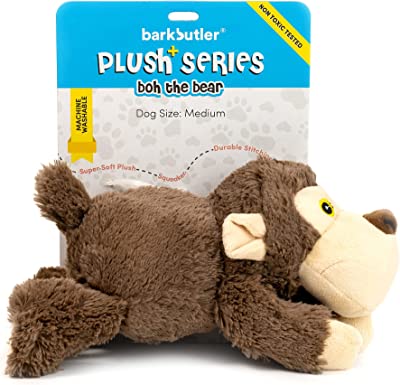 barkbutler
PLUSH+ SERIES
boh the bear
Dog Size: Medium
NON TOXIC TESTED
MACHINE
WASHABLE
Super-Soft Plush
Squeaker
Durable Stitching